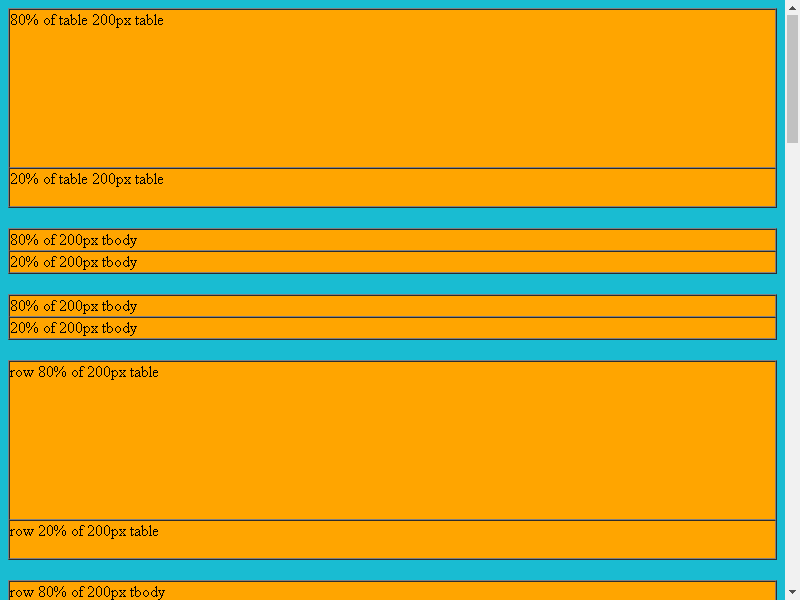 80% of table 200px table
20% of table 200px table
80% of 200px tbody
20% of 200px tbody
80% of 200px tbody
20% of 200px tbody
row 80% of 200px table
row 20% of 200px table
row 80% of 200px tbody